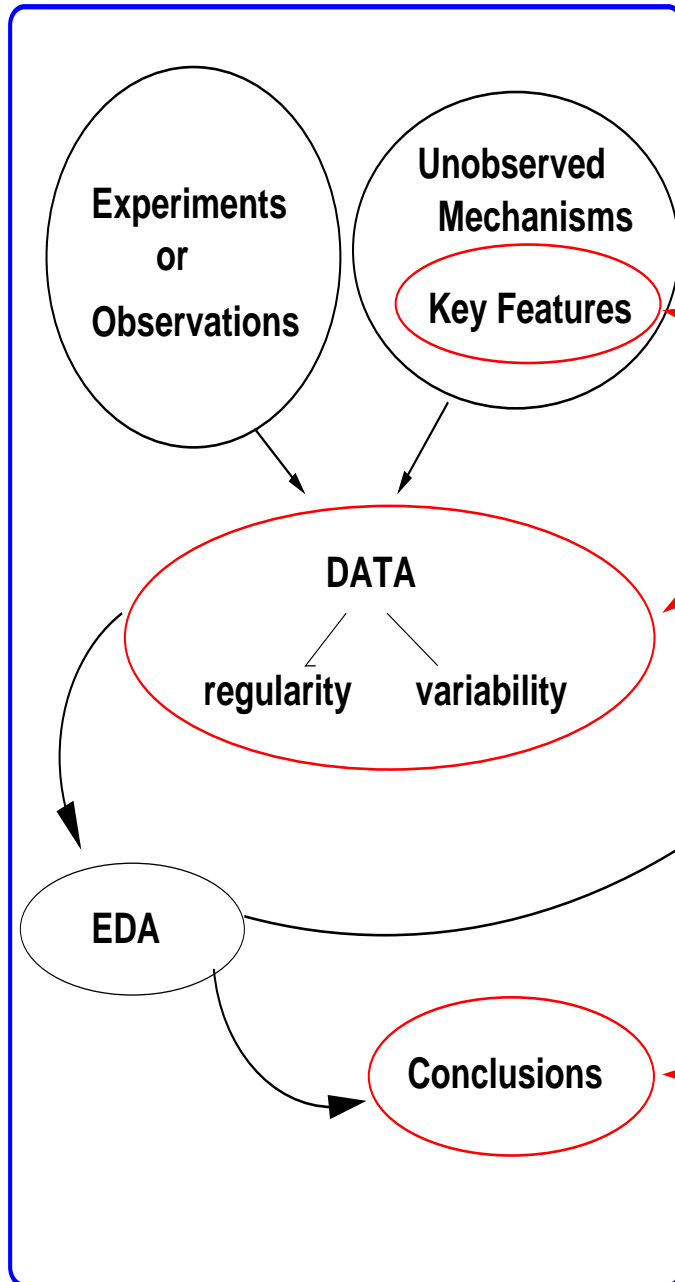 Experiments
or
Observations
Unobserved
Mechanisms
Key Features
DATA
regularity variability
EDA
Conclusions